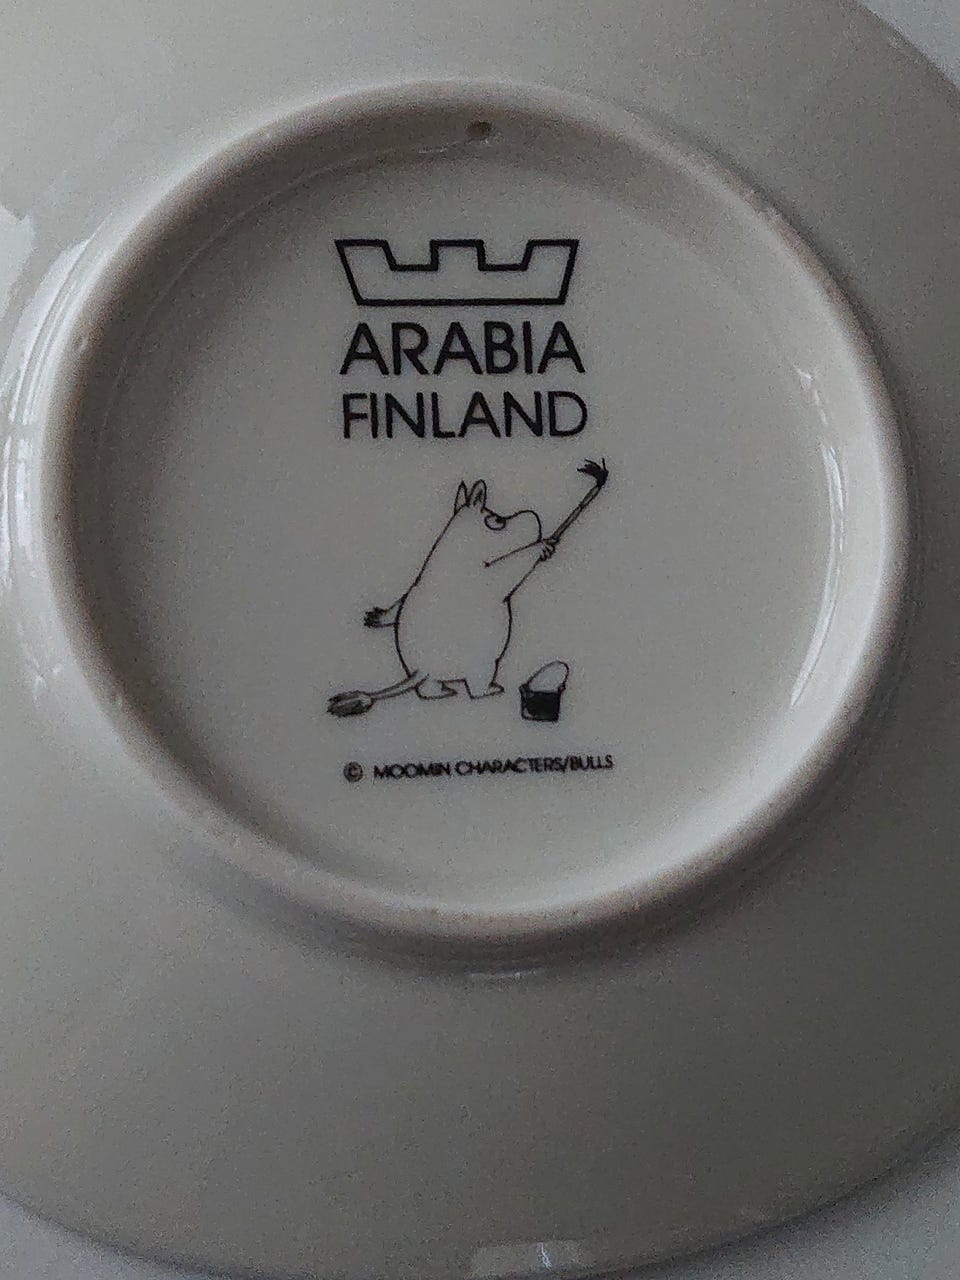 ARABIA
FINLAND
© MOOMIN CHARACTERS/BULLS